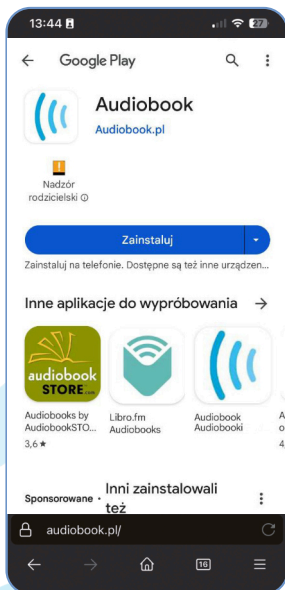 13:44
27
Google Play
Audiobook
Audiobook.pl
Nadzór
rodzicielski
Zainstaluj
Zainstaluj na telefonie. Dostępne są też inne urządzen...
Inne aplikacje do wypróbowania
audiobook
STORE.com
Audiobooks by
AudiobookSTO...
3,6★
Libro.fm
Audiobooks
Audiobook
Audiobooki
A
o
4,
Sponsorowane •
Inni zainstalowali
też
audiobook.pl/
16